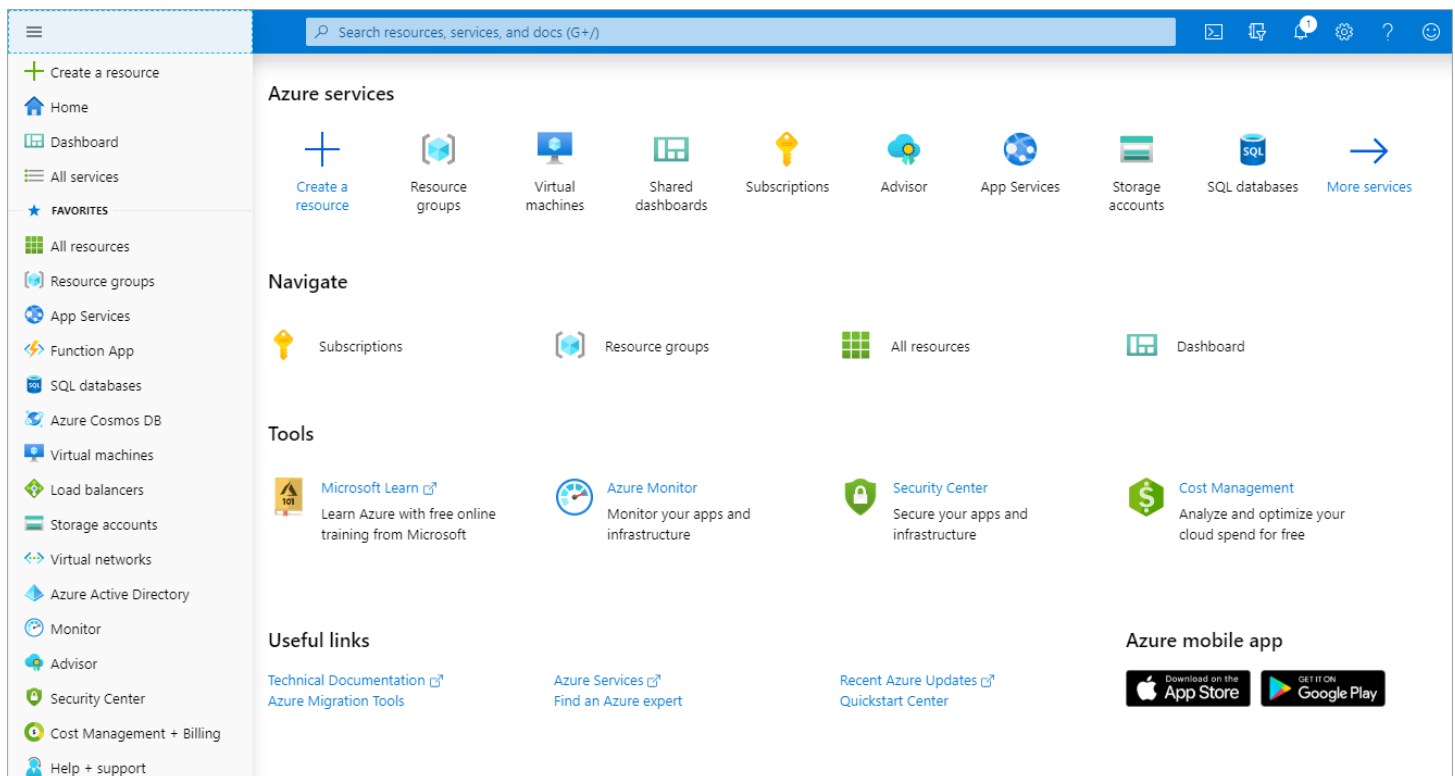 Search resources, services, and docs (G+/)
1
Create a resource
Home
Dashboard
All services
FAVORITES
All resources
Resource groups
App Services
Function App
SQL databases
Azure Cosmos DB
Virtual machines
Load balancers
Storage accounts
Virtual networks
Azure Active Directory
Monitor
Advisor
Security Center
Cost Management + Billing
Help + support
Azure services
Create a
resource
Resource
groups
Virtual
machines
Shared
dashboards
Subscriptions
Advisor
App Services
Storage
accounts
SQL
SQL databases
More services
Navigate
Subscriptions
Resource groups
All resources
Dashboard
Tools
101
Microsoft Learn
Learn Azure with free online
training from Microsoft
Azure Monitor
Monitor your apps and
infrastructure
Security Center
Secure your apps and
infrastructure
Cost Management
Analyze and optimize your
cloud spend for free
Useful links
Technical Documentation
Azure Migration Tools
Azure Services
Find an Azure expert
Recent Azure Updates
Quickstart Center
Azure mobile app
Download on the
App Store
GET IT ON
Google Play